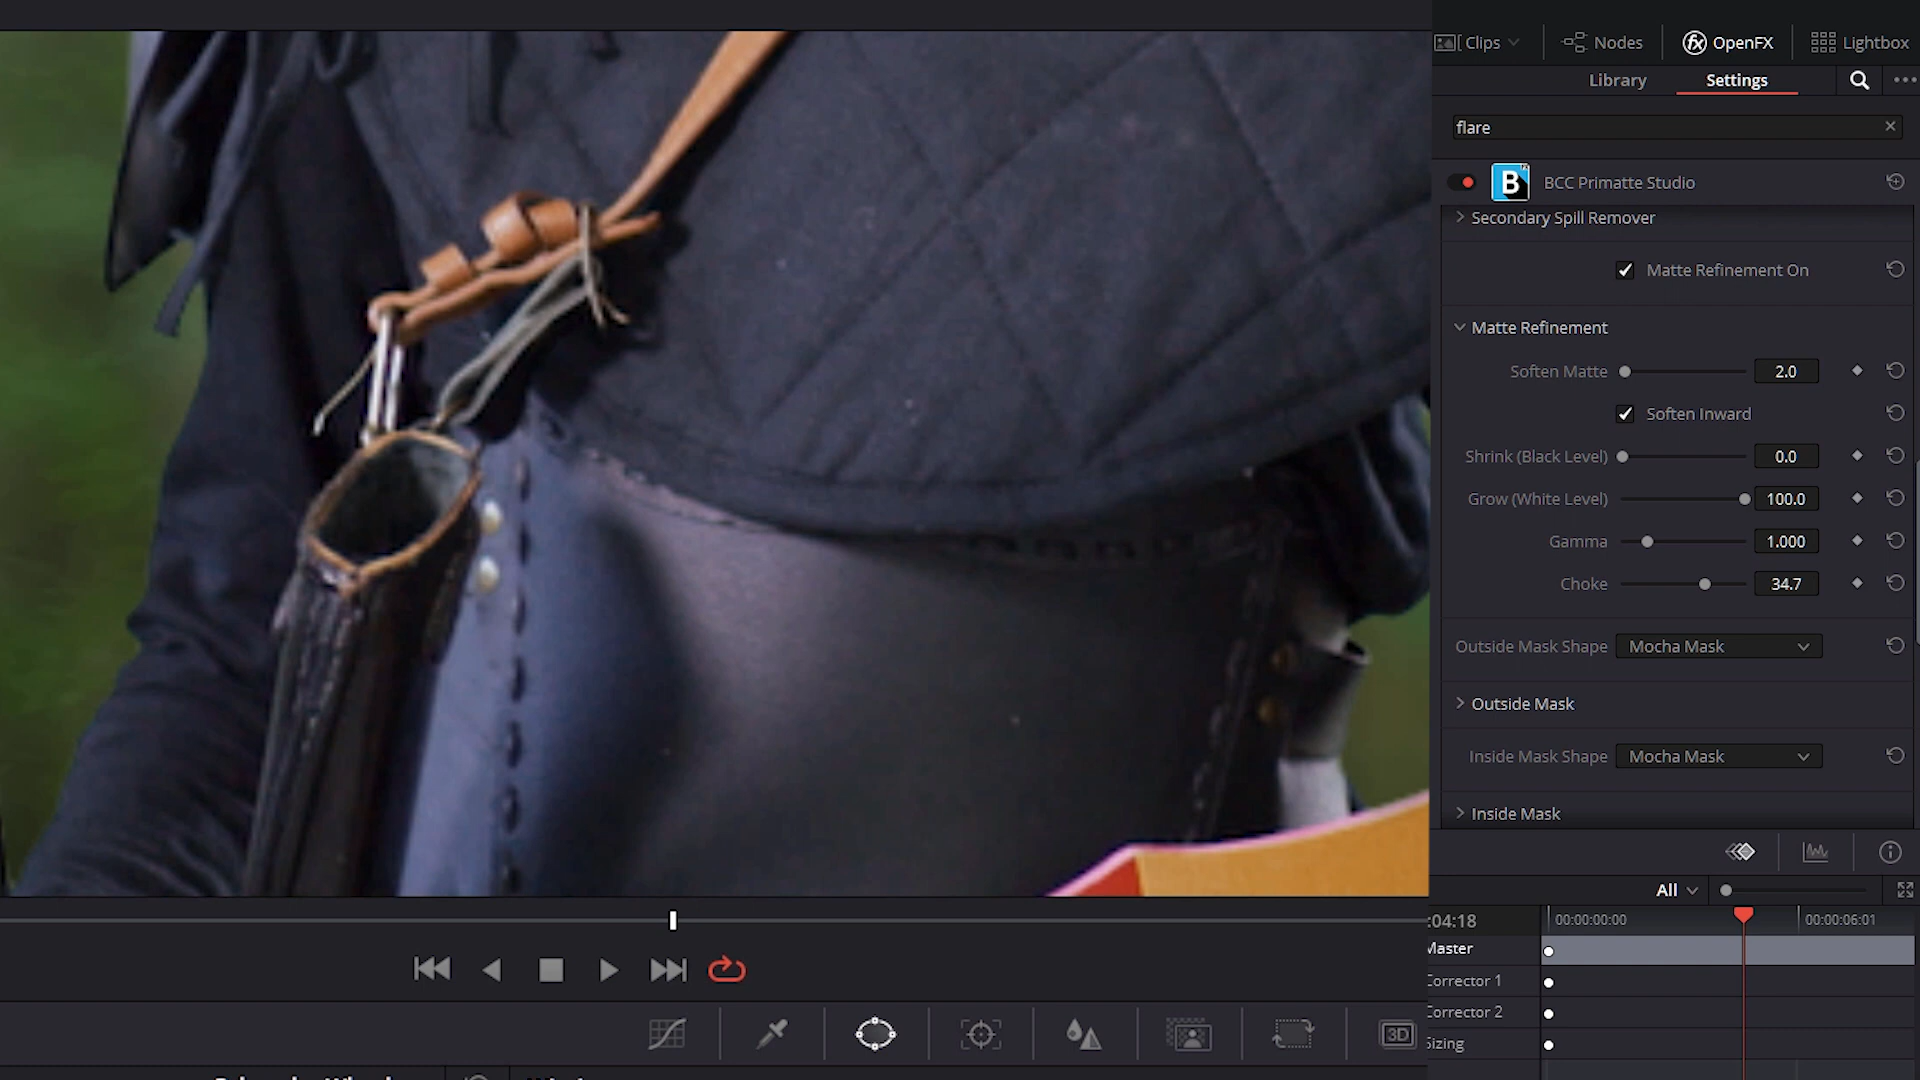 Clips
Nodes
fx OpenFX
Lightbox
Library
Settings
flare
B BCC Primatte Studio
Secondary Spill Remover
Matte Refinement On
Matte Refinement
Soften Matte 2.0
Soften Inward
Shrink (Black Level) 0.0
Grow (White Level) 100.0
Gamma 1.000
Choke 34.7
Outside Mask Shape Mocha Mask
Outside Mask
Inside Mask Shape Mocha Mask
Inside Mask
All
:04:18 00:00:00:00 00:00:06:01
Master
Corrector 1
Corrector 2
Sizing
3D